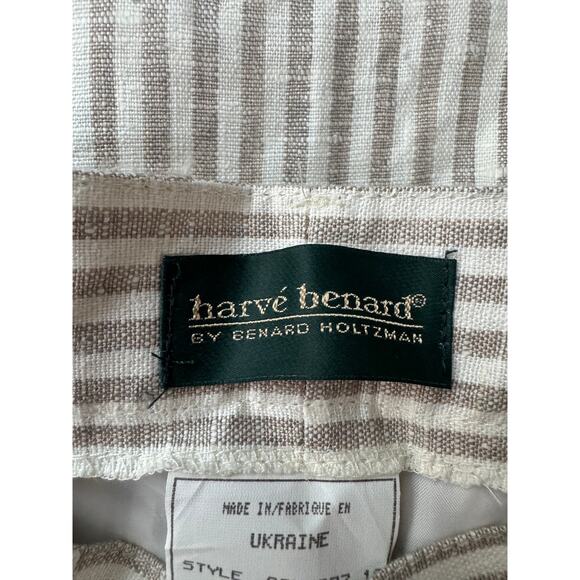 harvé benard®
BY BENARD HOLTZMAN
MADE IN/FABRIQUE EN
UKRAINE
STYLE